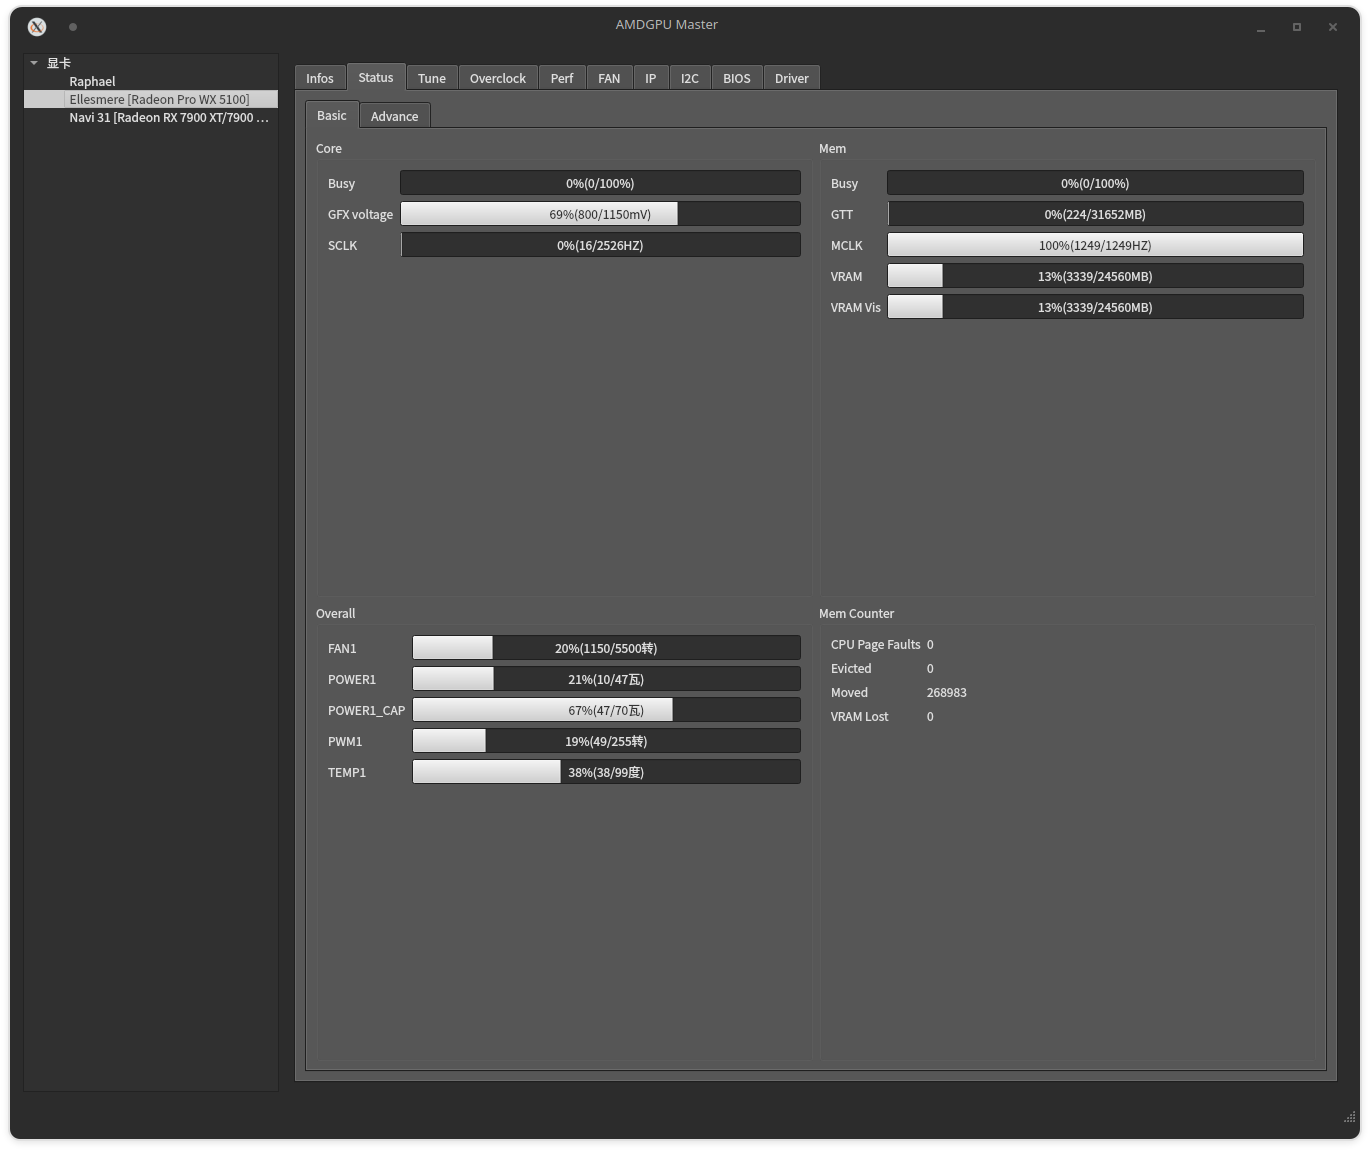 AMDGPU Master
显卡
Raphael
Ellesmere [Radeon Pro WX 5100]
Navi 31 [Radeon RX 7900 XT/7900 ...
Infos Status Tune Overclock Perf FAN IP I2C BIOS Driver
Basic Advance
Core
Busy 0%(0/100%)
GFX voltage 69%(800/1150mV)
SCLK 0%(16/2526HZ)
Mem
Busy 0%(0/100%)
GTT 0%(224/31652MB)
MCLK 100%(1249/1249HZ)
VRAM 13%(3339/24560MB)
VRAM Vis 13%(3339/24560MB)
Overall
FAN1 20%(1150/5500转)
POWER1 21%(10/47瓦)
POWER1_CAP 67%(47/70瓦)
PWM1 19%(49/255转)
TEMP1 38%(38/99度)
Mem Counter
CPU Page Faults 0
Evicted 0
Moved 268983
VRAM Lost 0